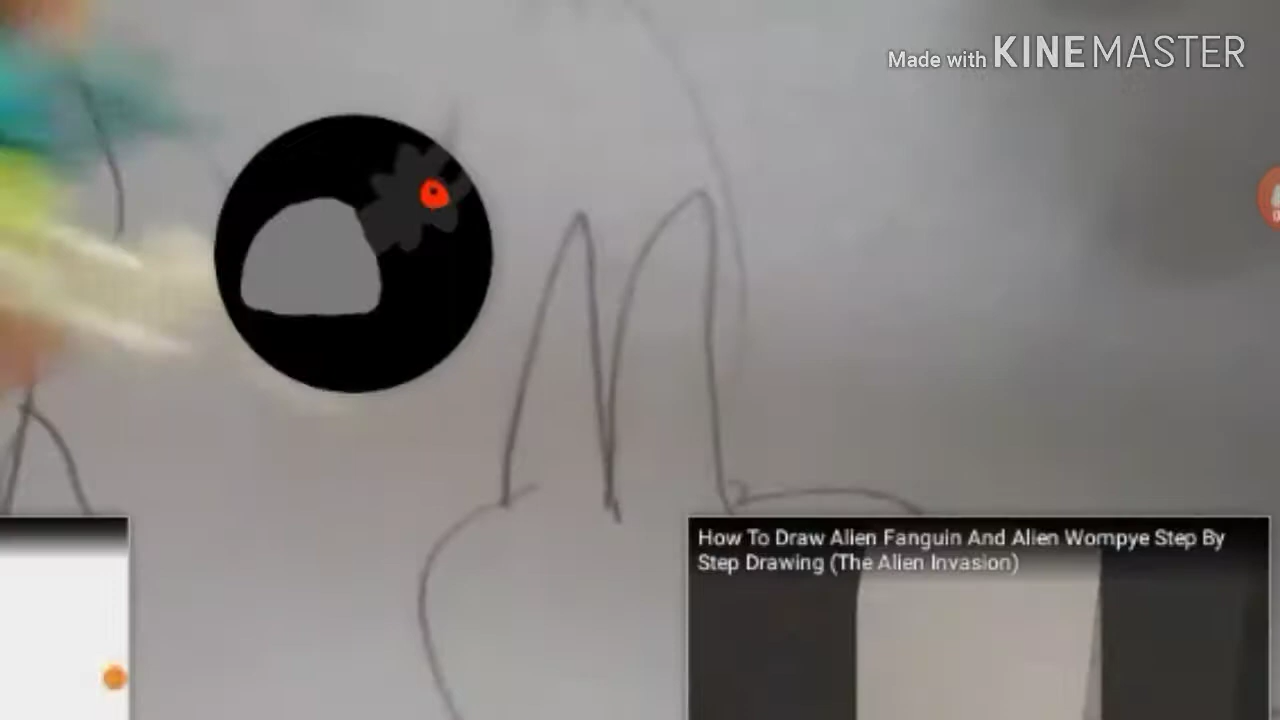 Made with KINEMASTER
How To Draw Alien Fanguin And Alien Wompye Step By
Step Drawing (The Alien Invasion)